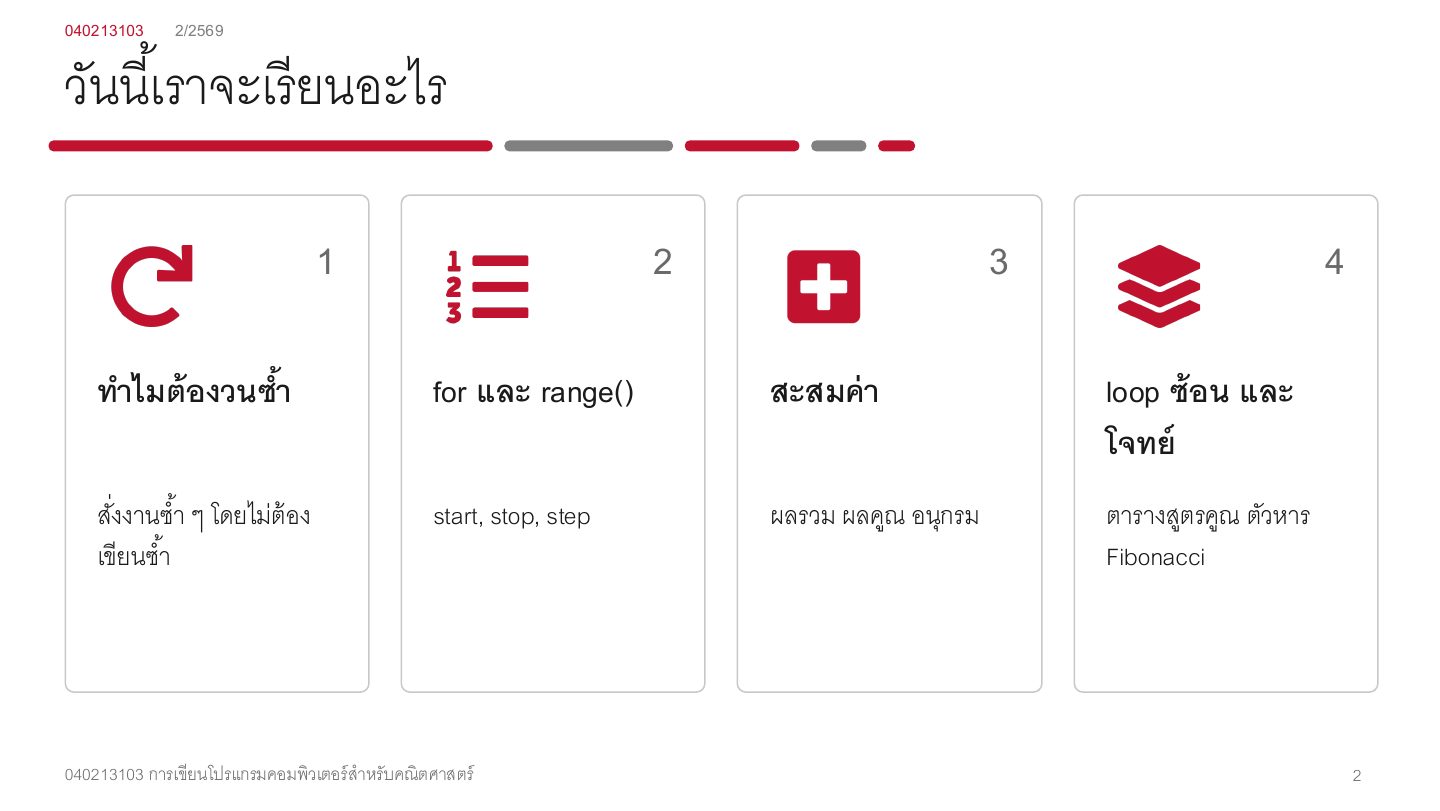 040213103 2/2569
วันนี้เราจะเรียนอะไร
1
ทำไมต้องวนซ้ำ
สั่งงานซ้ำ ๆ โดยไม่ต้อง
เขียนซ้ำ
1
2
3
2
for และ range()
start, stop, step
3
สะสมค่า
ผลรวม ผลคูณ อนุกรม
4
loop ซ้อน และ
โจทย์
ตารางสูตรคูณ ตัวหาร
Fibonacci
040213103 การเขียนโปรแกรมคอมพิวเตอร์สำหรับคณิตศาสตร์ 2